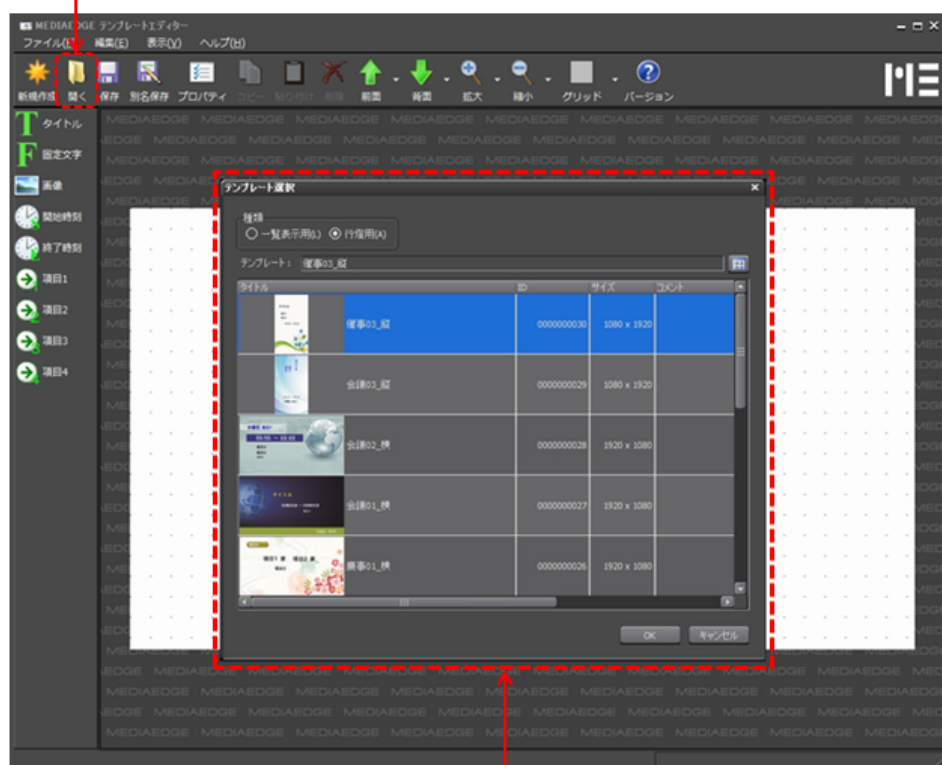 MEDIAEDGE テンプレートエディター
ファイル(F) 編集(E) 表示(V) ヘルプ(H)
新規作成 開く 保存 別名保存 プロパティ コピー 貼り付け 削除 前面 背面 拡大 縮小 グリッド バージョン
タイトル
固定文字
画像
開始時刻
終了時刻
項目1
項目2
項目3
項目4
テンプレート選択
種類
一覧表示用(L) 行灯用(A)
テンプレート: 催事03_縦
タイトル ID サイズ コメント
催事03_縦 0000000030 1080 x 1920
会議03_縦 0000000029 1080 x 1920
会議02_横 0000000028 1920 x 1080
会議01_横 0000000027 1920 x 1080
01_横 0000000026 1920 x 1080
OK キャンセル